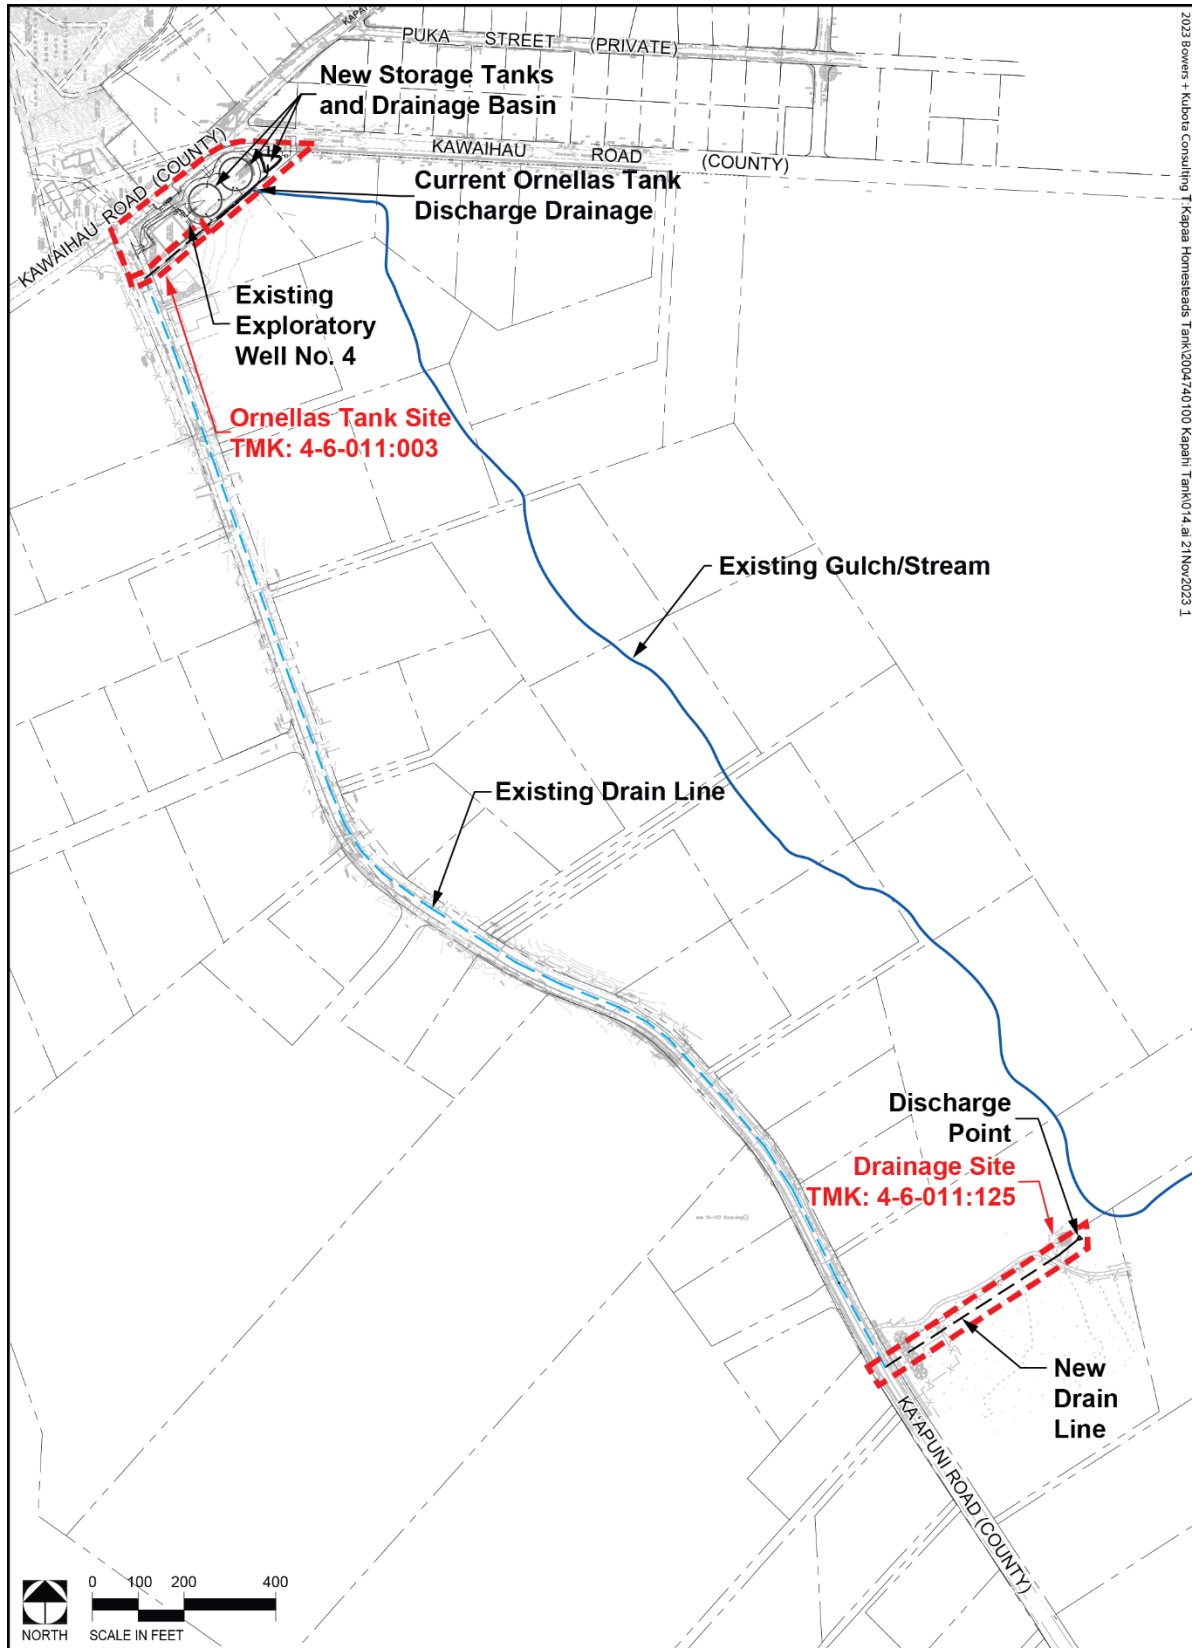 PUKA STREET (PRIVATE)
KAPA
New Storage Tanks
and Drainage Basin
KAWAIHAU ROAD (COUNTY)
KAWAIHAU ROAD (COUNTY)
Current Ornellas Tank
Discharge Drainage
Existing
Exploratory
Well No. 4
Ornellas Tank Site
TMK: 4-6-011:003
Existing Gulch/Stream
Existing Drain Line
Discharge
Point
Drainage Site
TMK: 4-6-011:125
New
Drain
Line
KA'APUNI ROAD (COUNTY)
0 100 200 400
NORTH SCALE IN FEET
2023 Bowers + Kubota Consulting T:Kapaa Homesteads Tank\2004740100 Kapahi Tank\014.ai 21Nov2023 1